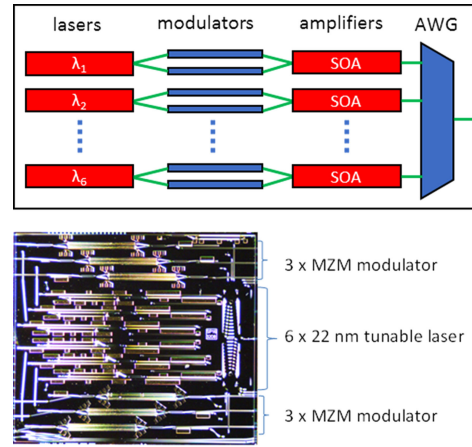 lasers modulators amplifiers AWG
λ1 SOA
λ2 SOA
λ6 SOA
3 x MZM modulator
6 x 22 nm tunable laser
3 x MZM modulator